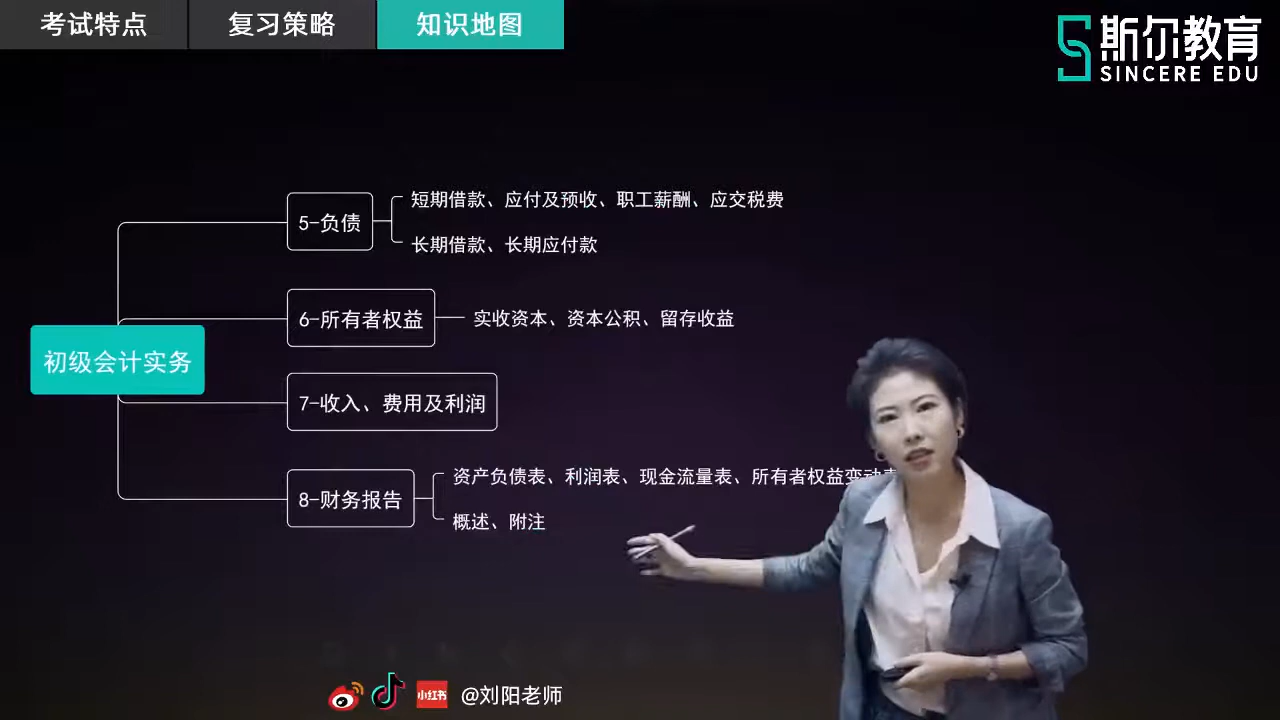 考试特点
复习策略
知识地图
斯尔教育
SINCERE EDU
初级会计实务
5-负债
短期借款、应付及预收、职工薪酬、应交税费
长期借款、长期应付款
6-所有者权益
实收资本、资本公积、留存收益
7-收入、费用及利润
8-财务报告
资产负债表、利润表、现金流量表、所有者权益变动
概述、附注
小红书
@刘阳老师